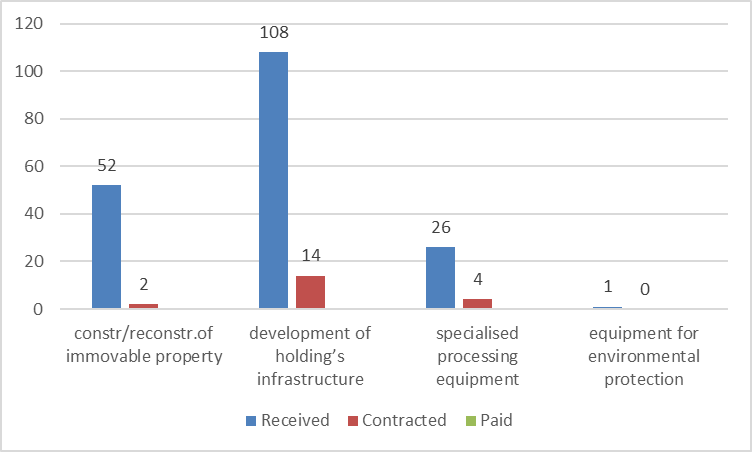 120
100
80
60
40
20
0
52
2
108
14
26
4
1
0
constr/reconstr.of
immovable property
development of
holding’s
infrastructure
specialised
processing
equipment
equipment for
environmental
protection
Received Contracted Paid